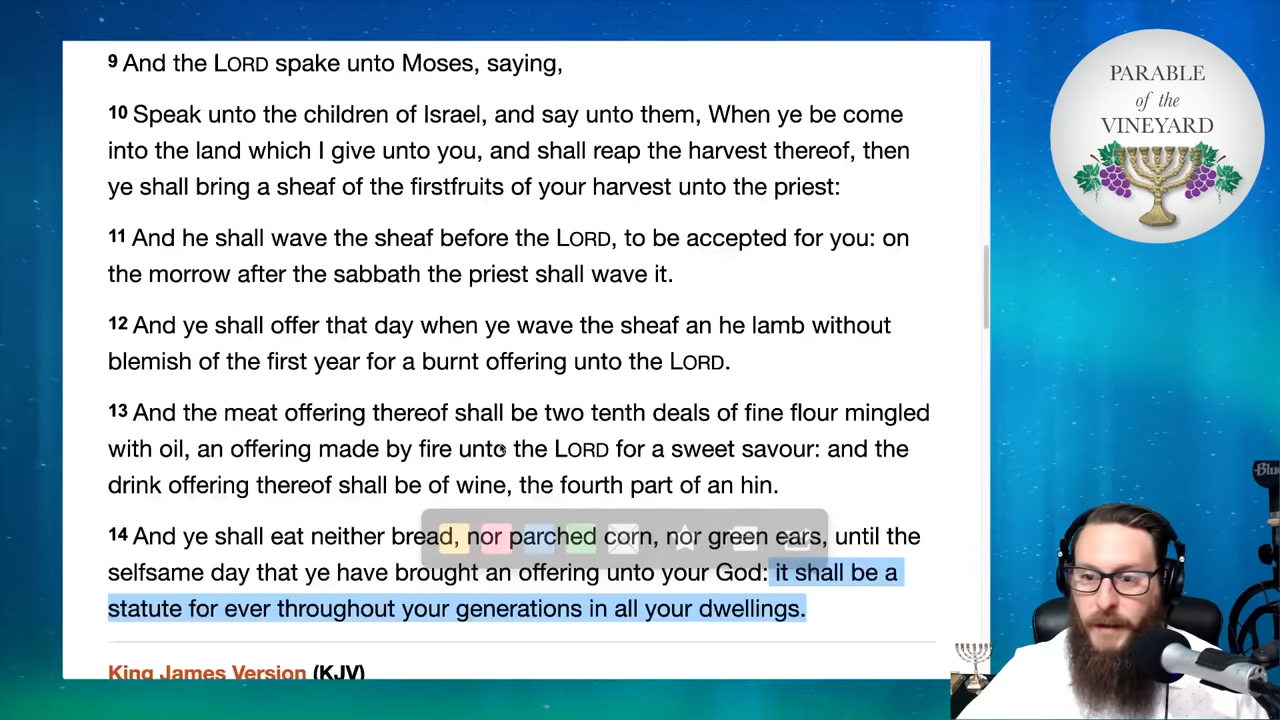 9 And the LORD spake unto Moses, saying,
10 Speak unto the children of Israel, and say unto them, When ye be come
into the land which I give unto you, and shall reap the harvest thereof, then
ye shall bring a sheaf of the firstfruits of your harvest unto the priest:
11 And he shall wave the sheaf before the LORD, to be accepted for you: on
the morrow after the sabbath the priest shall wave it.
12 And ye shall offer that day when ye wave the sheaf an he lamb without
blemish of the first year for a burnt offering unto the LORD.
13 And the meat offering thereof shall be two tenth deals of fine flour mingled
with oil, an offering made by fire unto the LORD for a sweet savour: and the
drink offering thereof shall be of wine, the fourth part of an hin.
14 And ye shall eat neither bread, nor parched corn, nor green ears, until the
selfsame day that ye have brought an offering unto your God: it shall be a
statute for ever throughout your generations in all your dwellings.
King James Version (KJV)
PARABLE
of the
VINEYARD
Blue